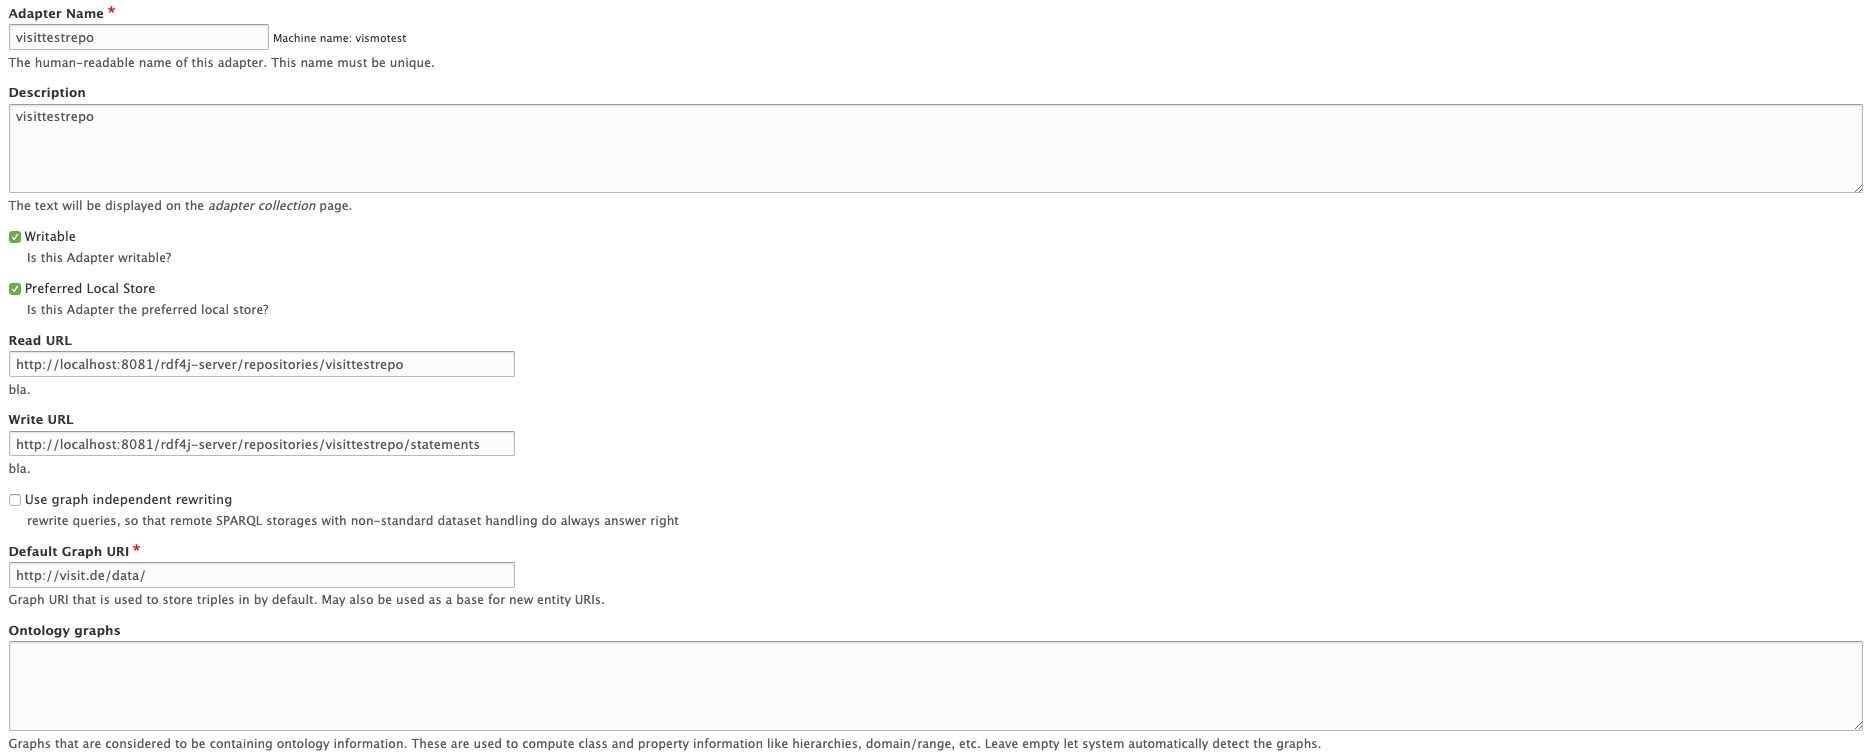 Adapter Name *
visittestrepo Machine name: vismotest
The human-readable name of this adapter. This name must be unique.
Description
visittestrepo
The text will be displayed on the adapter collection page.
Writable
Is this Adapter writable?
Preferred Local Store
Is this Adapter the preferred local store?
Read URL
http://localhost:8081/rdf4j-server/repositories/visittestrepo
bla.
Write URL
http://localhost:8081/rdf4j-server/repositories/visittestrepo/statements
bla.
Use graph independent rewriting
rewrite queries, so that remote SPARQL storages with non-standard dataset handling do always answer right
Default Graph URI *
http://visit.de/data/
Graph URI that is used to store triples in by default. May also be used as a base for new entity URIs.
Ontology graphs
Graphs that are considered to be containing ontology information. These are used to compute class and property information like hierarchies, domain/range, etc. Leave empty let system automatically detect the graphs.